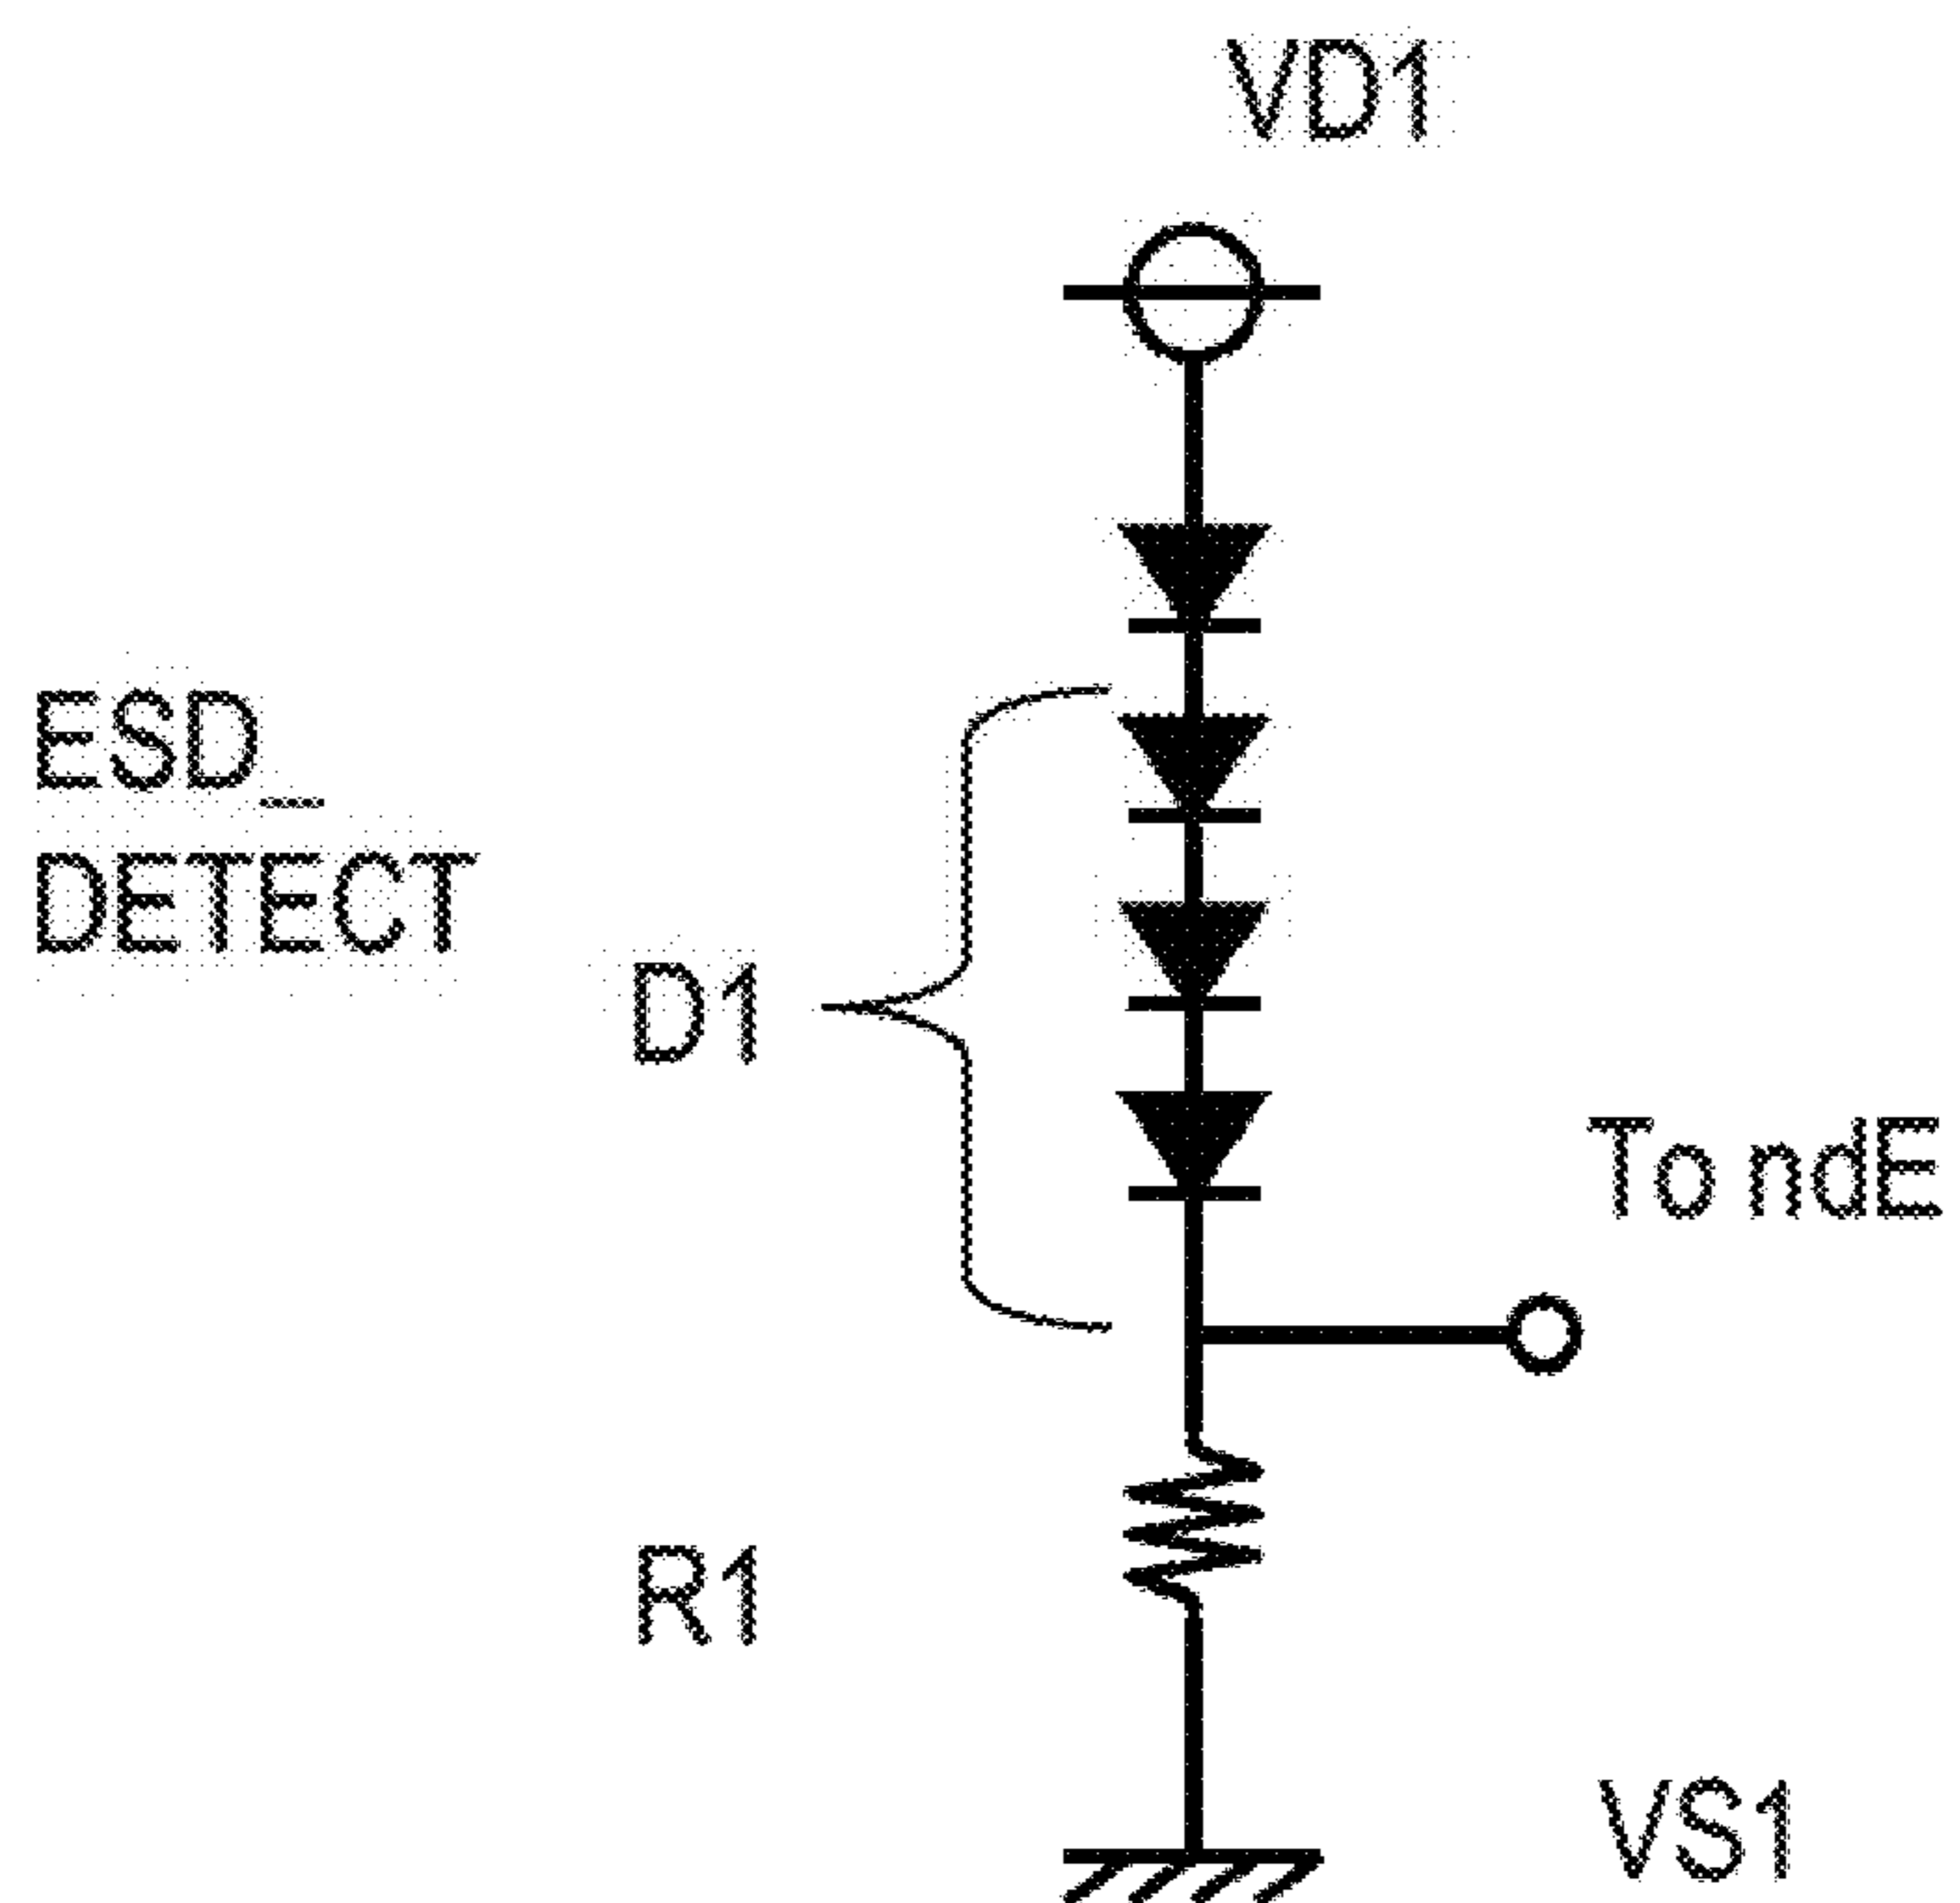 VD1
ESD_
DETECT
D1
To ndE
R1
VS1